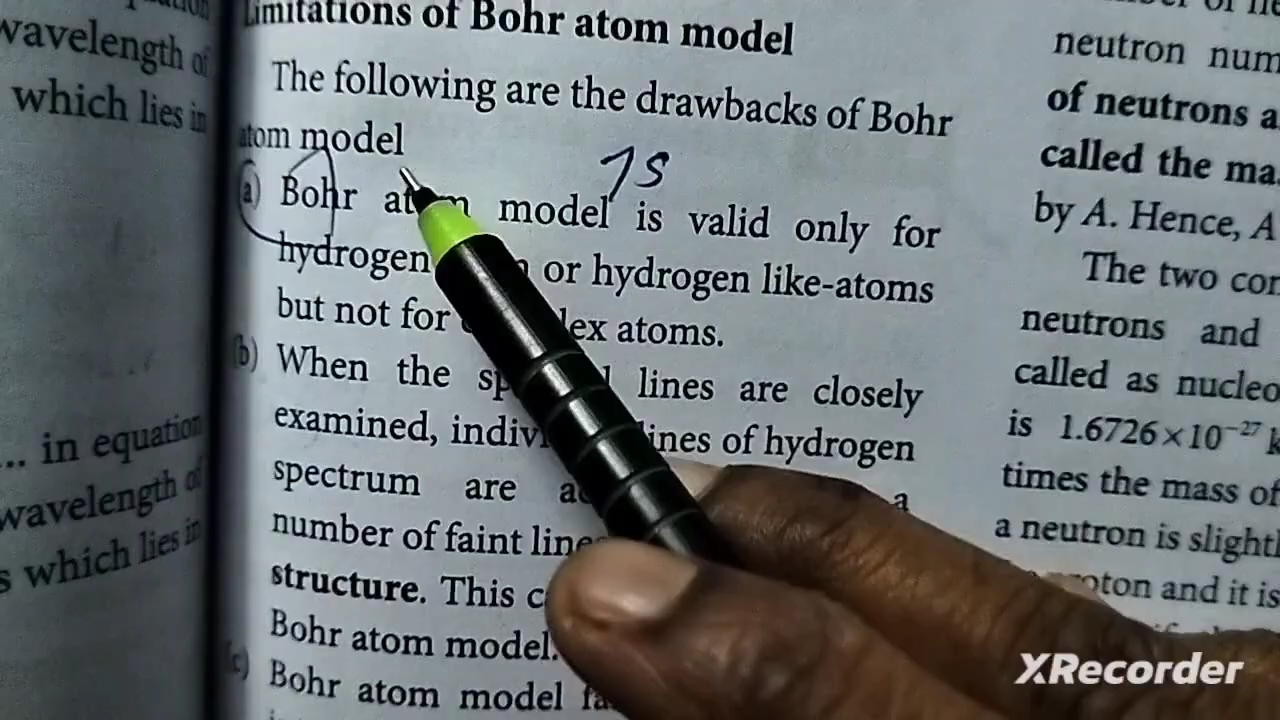 wavelength of
which lies in
... in equation
wavelength of
s which lies in
Limitations of Bohr atom model
The following are the drawbacks of Bohr
atom model
(a) Bohr atom model is valid only for
hydrogen or hydrogen like-atoms
but not for atoms.
(b) When the lines are closely
examined, lines of hydrogen
spectrum are a
number of faint
structure. This
Bohr atom model.
(c) Bohr atom model
neutron num
of neutrons a
called the ma
by A. Hence, A
The two con
neutrons and
called as nucleo
is 1.6726×10⁻²⁷ k
times the mass of
a neutron is slightl
oton and it is
XRecorder